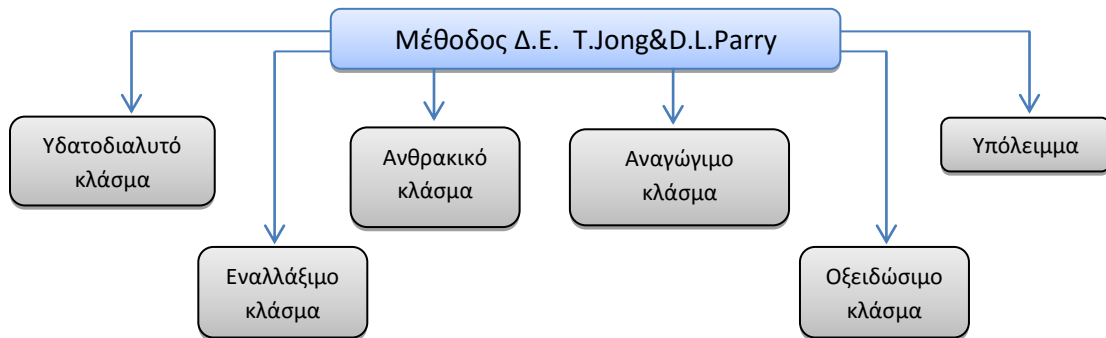 Μέθοδος Δ.Ε. T.Jong&D.L.Parry
Υδατοδιαλυτό
κλάσμα
Εναλλάξιμο
κλάσμα
Ανθρακικό
κλάσμα
Αναγώγιμο
κλάσμα
Οξειδώσιμο
κλάσμα
Υπόλειμμα